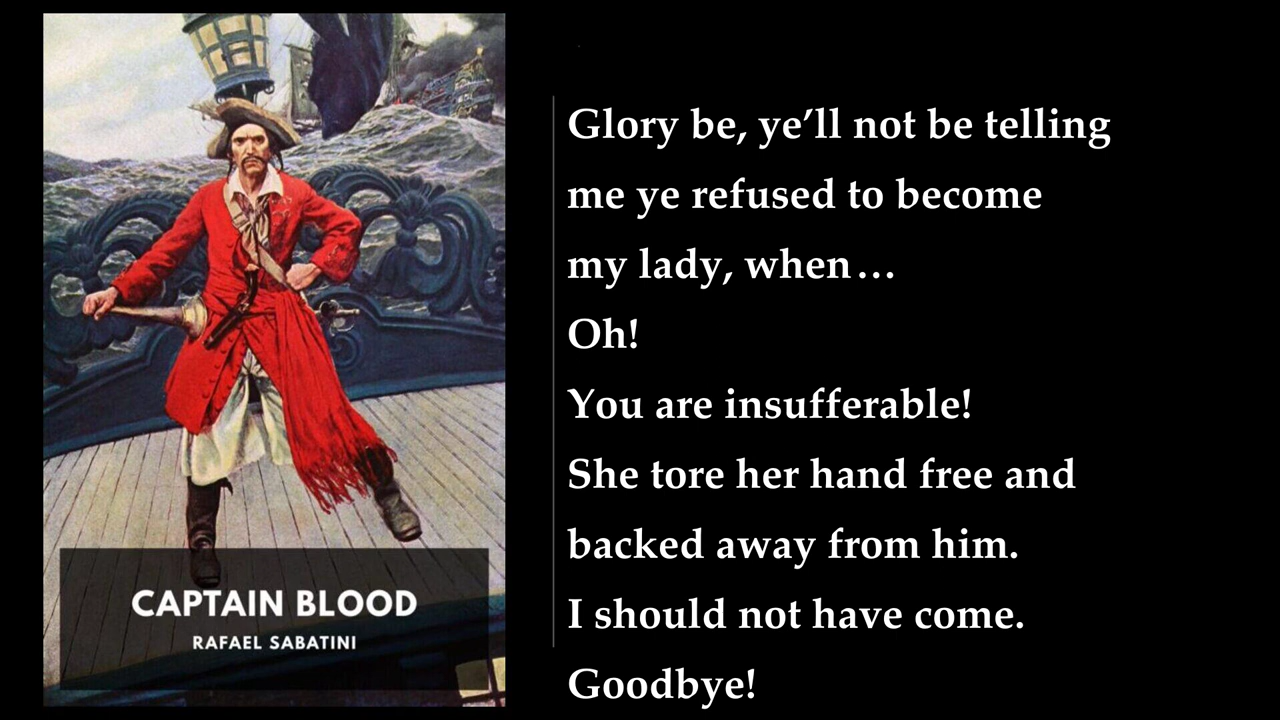 CAPTAIN BLOOD
RAFAEL SABATINI
Glory be, ye’ll not be telling
me ye refused to become
my lady, when…
Oh!
You are insufferable!
She tore her hand free and
backed away from him.
I should not have come.
Goodbye!